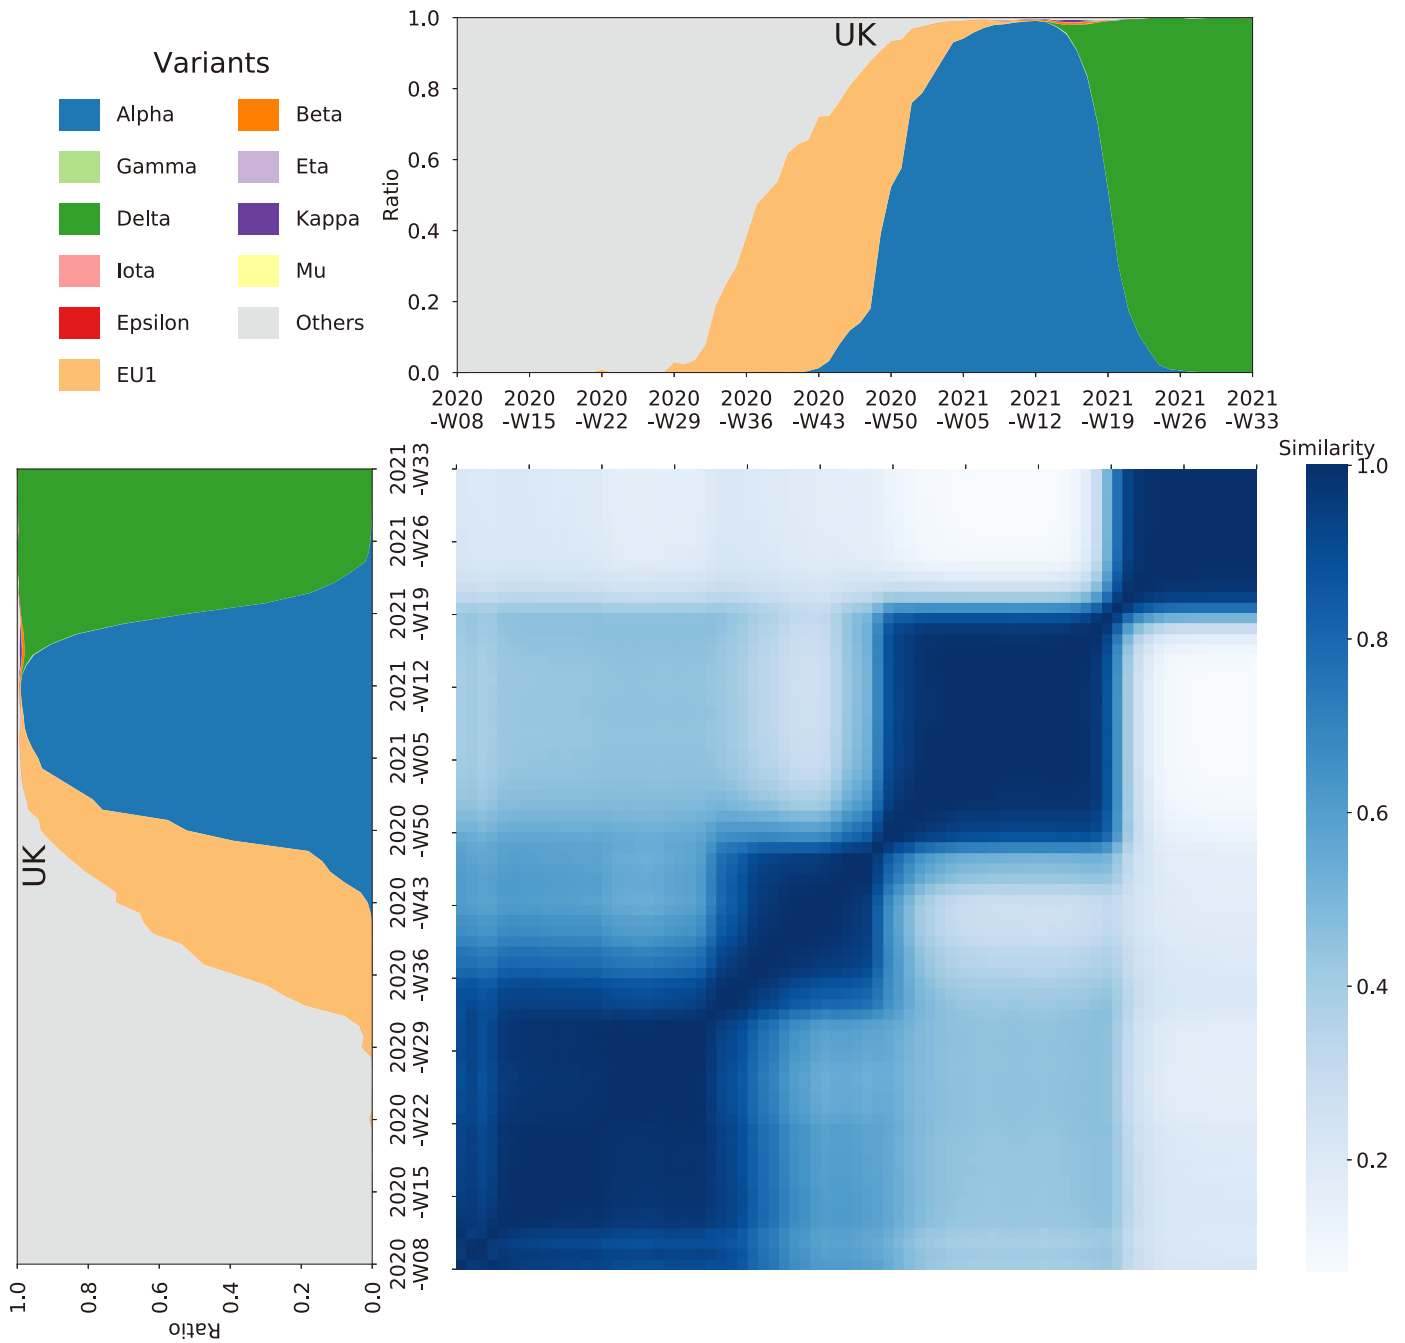 Variants
Alpha
Gamma
Delta
Iota
Epsilon
EU1
Beta
Eta
Kappa
Mu
Others
UK
Ratio
1.0
0.8
0.6
0.4
0.2
0.0
2020 2020 2020 2020 2020 2020 2020 2021 2021 2021 2021 2021
-W08 -W15 -W22 -W29 -W36 -W43 -W50 -W05 -W12 -W19 -W26 -W33
UK
2021 -W33
2021 -W26
2021 -W19
2021 -W12
2021 -W05
2020 -W50
2020 -W43
2020 -W36
2020 -W29
2020 -W22
2020 -W15
2020 -W08
1.0 0.8 0.6 0.4 0.2 0.0
Ratio
Similarity
1.0
0.8
0.6
0.4
0.2